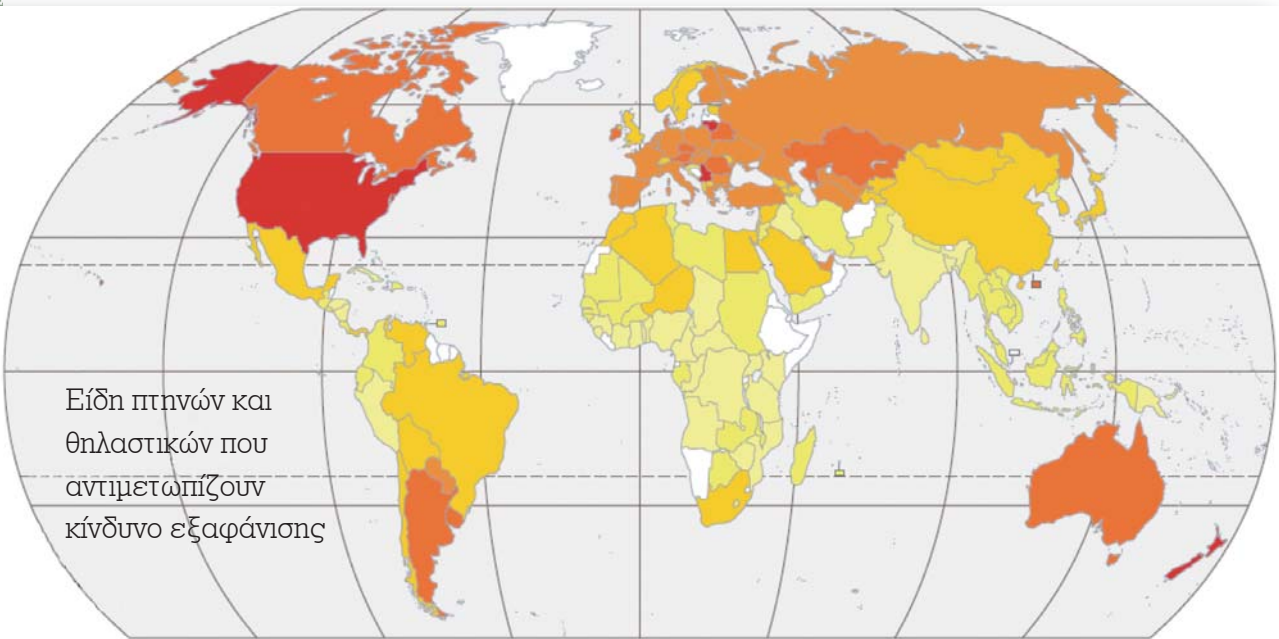 Είδη πτηνών και
θηλαστικών που
αντιμετωπίζουν
κίνδυνο εξαφάνισης